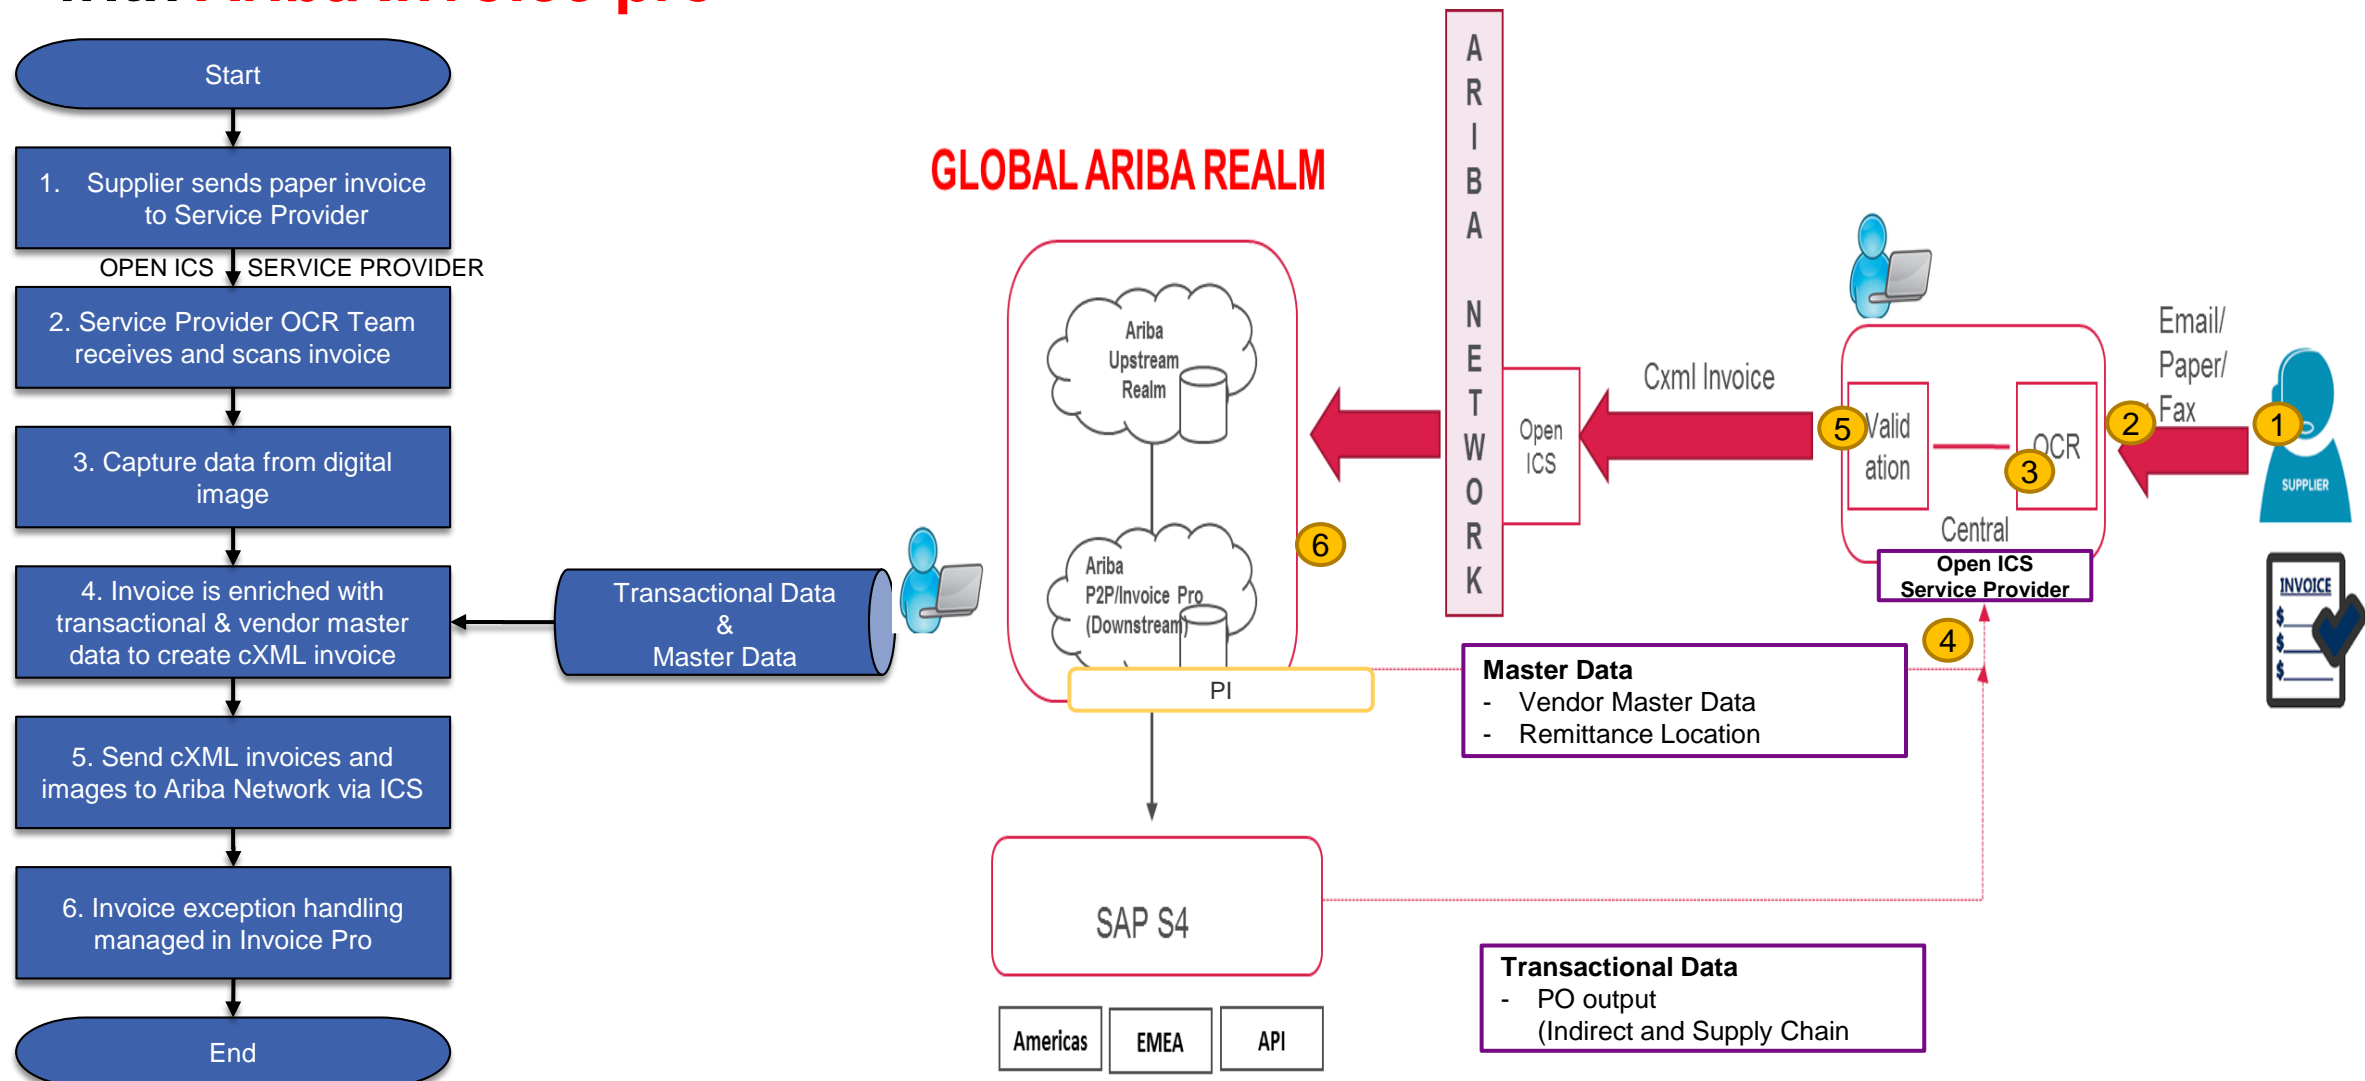 Ariba Invoice pro
Start
1. Supplier sends paper invoice
to Service Provider
OPEN ICS SERVICE PROVIDER
2. Service Provider OCR Team
receives and scans invoice
3. Capture data from digital
image
4. Invoice is enriched with
transactional & vendor master
data to create cXML invoice
5. Send cXML invoices and
images to Ariba Network via ICS
6. Invoice exception handling
managed in Invoice Pro
End
Transactional Data
&
Master Data
GLOBAL ARIBA REALM
Ariba
Upstream
Realm
Ariba
P2P/Invoice Pro
(Downstream)
PI
6
SAP S4
Americas
EMEA
API
ARIBA NETWORK
Open
ICS
Cxml Invoice
5
Valid
ation
OCR
3
Central
Open ICS
Service Provider
4
Email/
Paper/
Fax
2
1
SUPPLIER
INVOICE
$
$
$
Master Data
- Vendor Master Data
- Remittance Location
Transactional Data
- PO output
(Indirect and Supply Chain